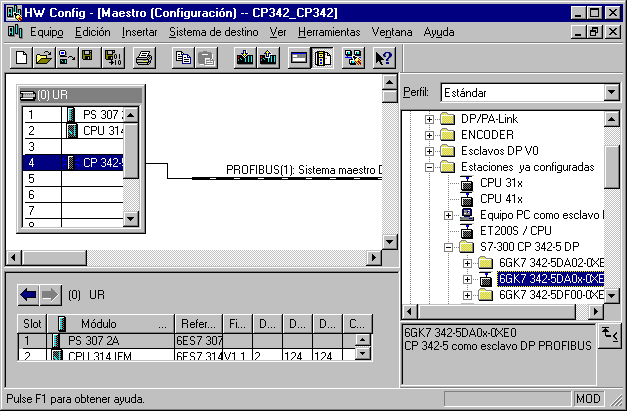 HW Config - [Maestro (Configuración) -- CP342_CP342]
Equipo Edición Insertar Sistema de destino Ver Herramientas Ventana Ayuda
(0) UR
1 PS 307 2
2 CPU 314
3
4 CP 342-5
5
6
7
8
PROFIBUS(1): Sistema maestro D
Perfil: Estándar
DP/PA-Link
ENCODER
Esclavos DP V0
Estaciones ya configuradas
CPU 31x
CPU 41x
Equipo PC como esclavo
ET200S / CPU
S7-300 CP 342-5 DP
6GK7 342-5DA02-0XE
6GK7 342-5DA0x-0XE
6GK7 342-5DF00-0XE
(0) UR
Slot Módulo ... Refer... Fi... D... D... D... C...
1 PS 307 2A 6ES7 307
2 CPU 314 IFM 6ES7 314 V1.1 2 124... 124...
6GK7 342-5DA0x-0XE0
CP 342-5 como esclavo DP PROFIBUS
Pulse F1 para obtener ayuda.
MOD